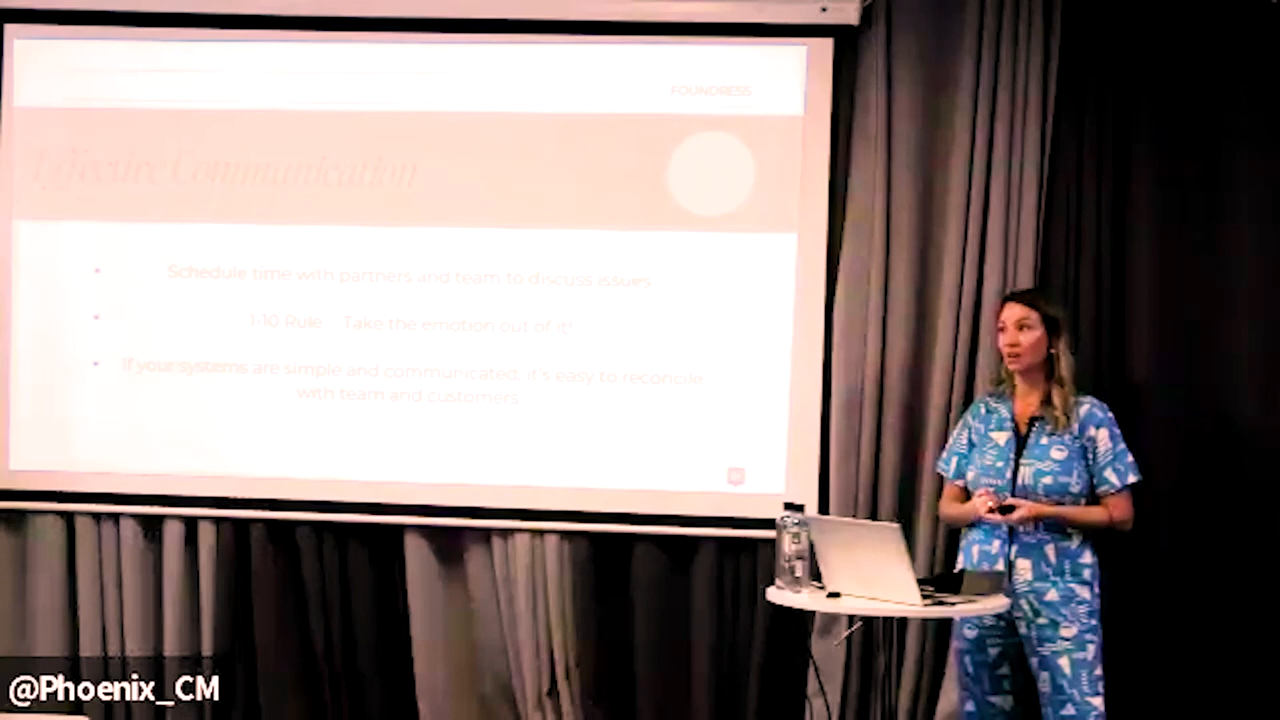 FOUNDRESS
Effective Communication
• Schedule time with partners and team to discuss issues
• 1-10 Rule Take the emotion out of it!
• If your systems are simple and communicated, it's easy to reconcile
with team and customers
@Phoenix_CM